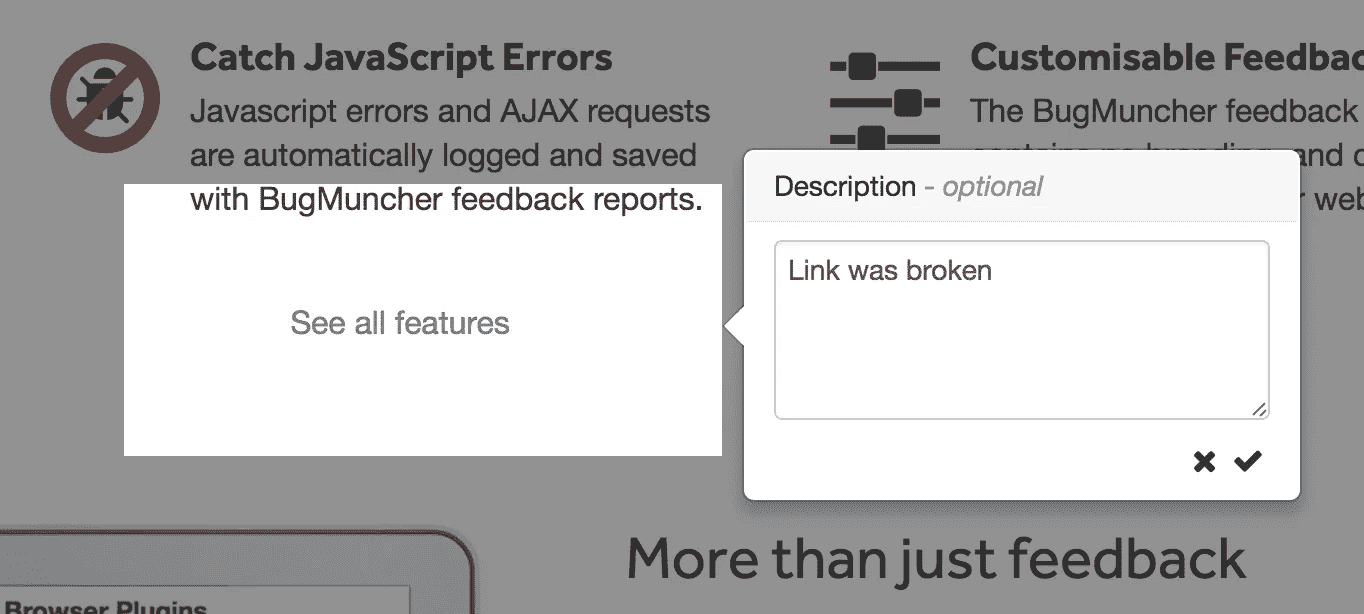 Catch JavaScript Errors
Javascript errors and AJAX requests
are automatically logged and saved
with BugMuncher feedback reports.
See all features
Customisable Feedbac
The BugMuncher feedback
and
web
Description - optional
Link was broken
More than just feedback
Browser Plugins